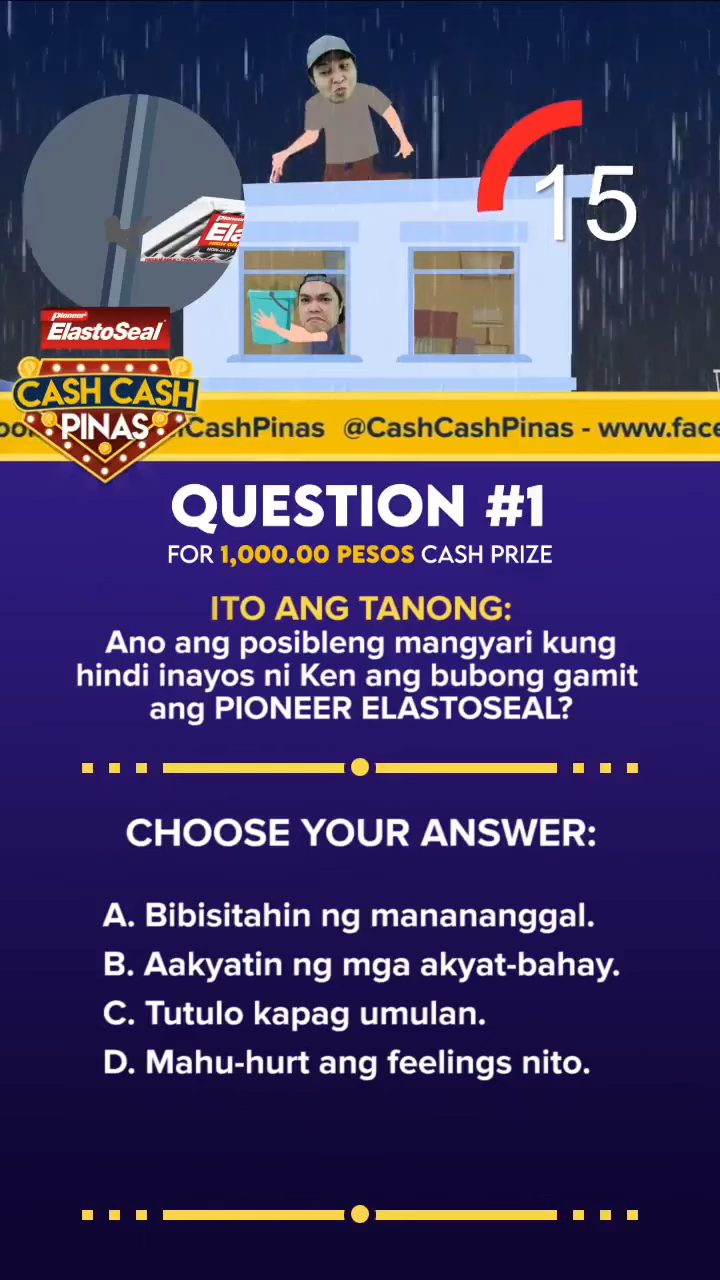 15
Pioneer
Ela
Pioneer
ElastoSeal
CASH CASH
PINAS
CashPinas @CashCashPinas - www.face
QUESTION #1
FOR 1,000.00 PESOS CASH PRIZE
ITO ANG TANONG:
Ano ang posibleng mangyari kung
hindi inayos ni Ken ang bubong gamit
ang PIONEER ELASTOSEAL?
CHOOSE YOUR ANSWER:
A. Bibisitahin ng manananggal.
B. Aakyatin ng mga akyat-bahay.
C. Tutulo kapag umulan.
D. Mahu-hurt ang feelings nito.